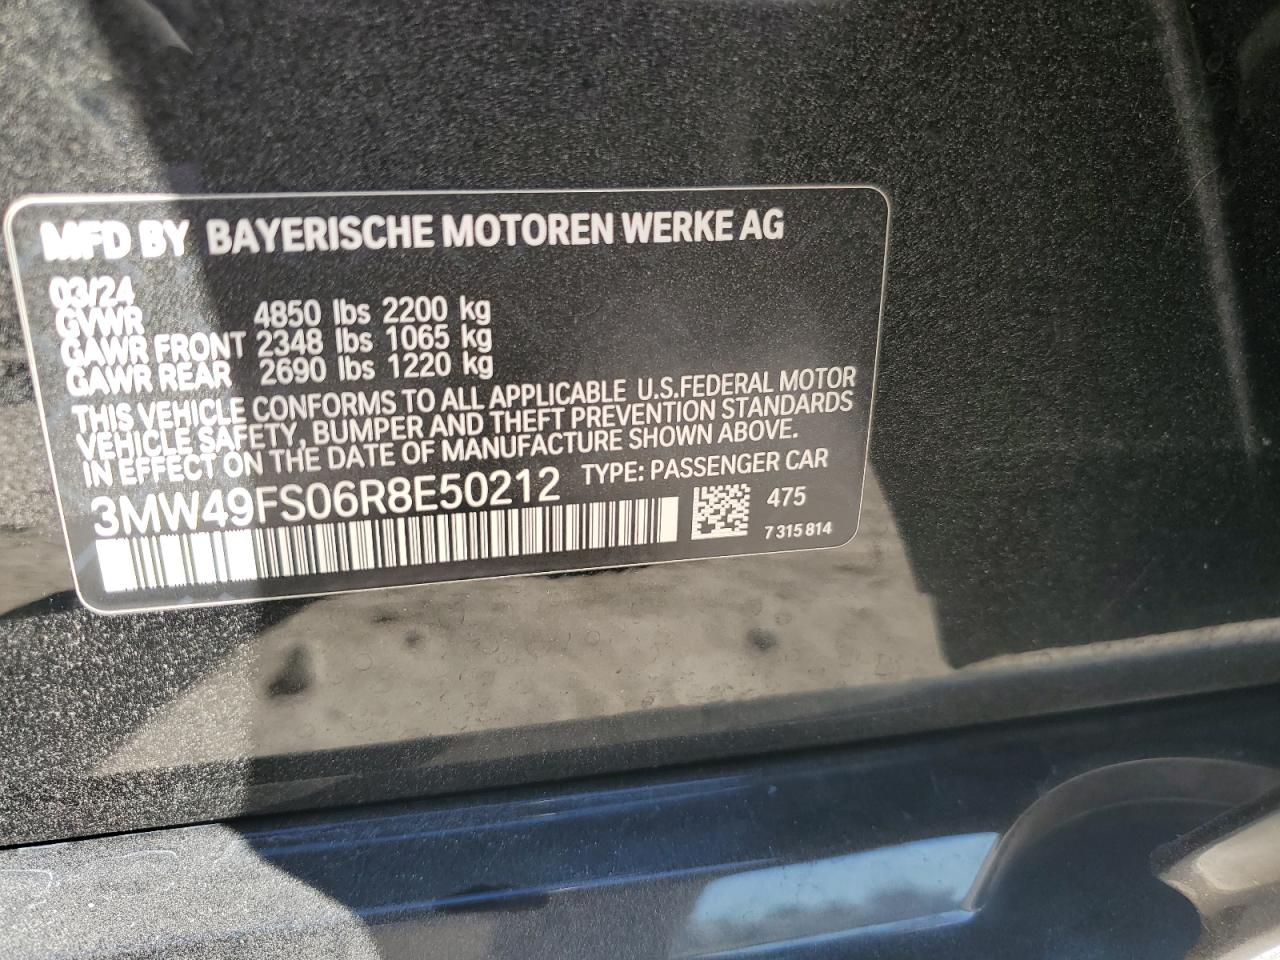 MFD BY BAYERISCHE MOTOREN WERKE AG
03/24
GVWR 4850 lbs 2200 kg
GAWR FRONT 2348 lbs 1065 kg
GAWR REAR 2690 lbs 1220 kg
THIS VEHICLE CONFORMS TO ALL APPLICABLE U.S.FEDERAL MOTOR
VEHICLE SAFETY, BUMPER AND THEFT PREVENTION STANDARDS
IN EFFECT ON THE DATE OF MANUFACTURE SHOWN ABOVE.
3MW49FS06R8E50212 TYPE: PASSENGER CAR
475
7 315 814